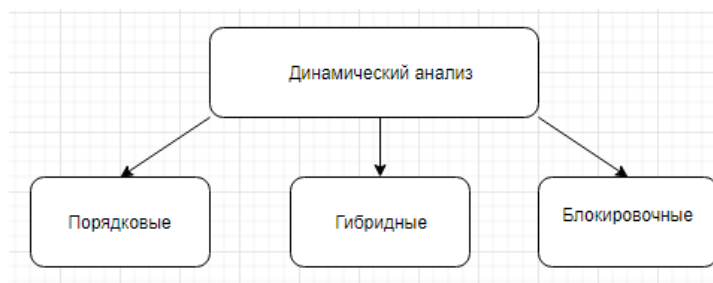 Динамический анализ
Порядковые
Гибридные
Блокировочные